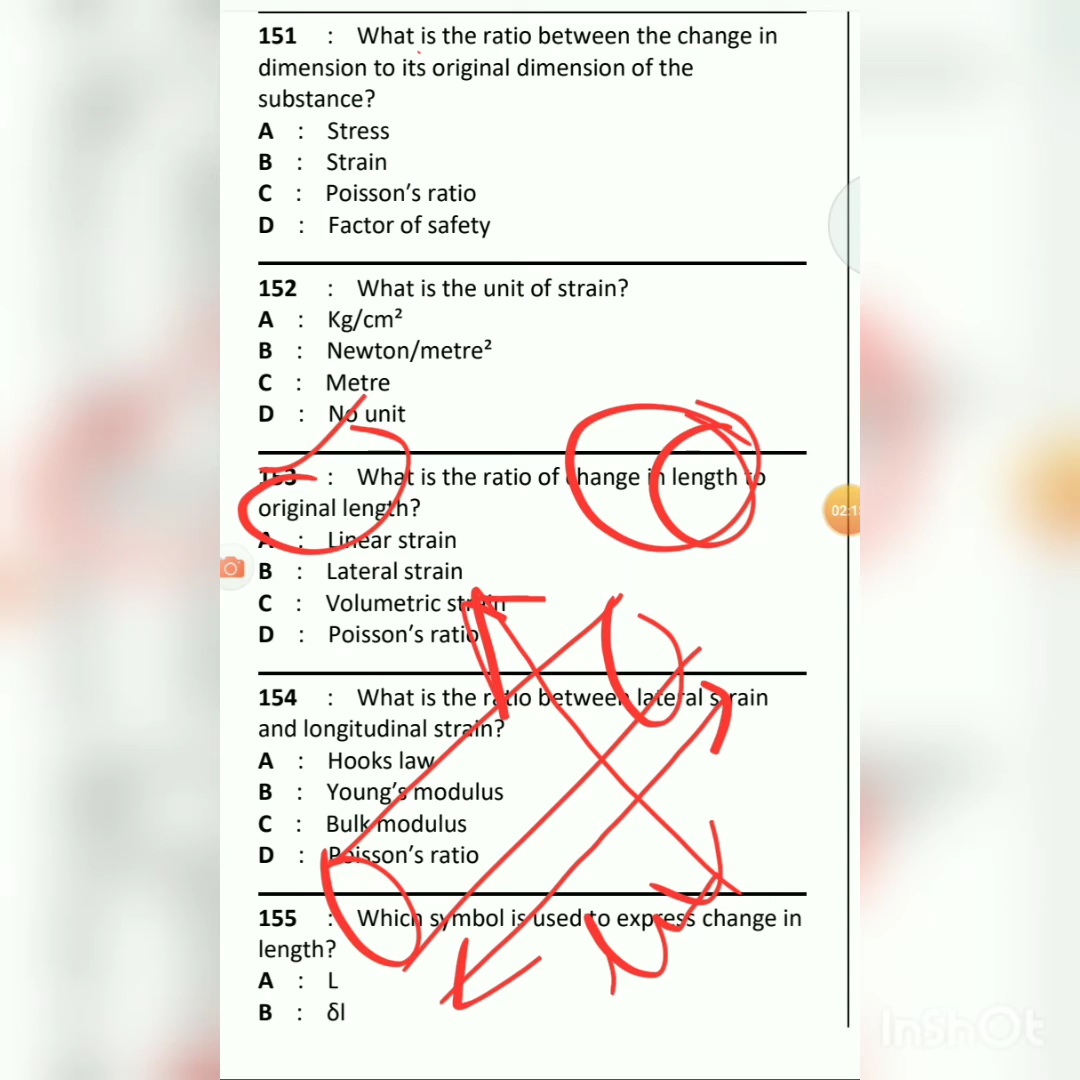 151 : What is the ratio between the change in
dimension to its original dimension of the
substance?
A : Stress
B : Strain
C : Poisson’s ratio
D : Factor of safety
152 : What is the unit of strain?
A : Kg/cm²
B : Newton/metre²
C : Metre
D : No unit
153 : What is the ratio of change in length to
original length?
A : Linear strain
B : Lateral strain
C : Volumetric strain
D : Poisson’s ratio
154 : What is the ratio between lateral strain
and longitudinal strain?
A : Hooks law
B : Young’s modulus
C : Bulk modulus
D : Poisson’s ratio
155 : Which symbol is used to express change in
length?
A : L
B : δl
02:1
InShOt